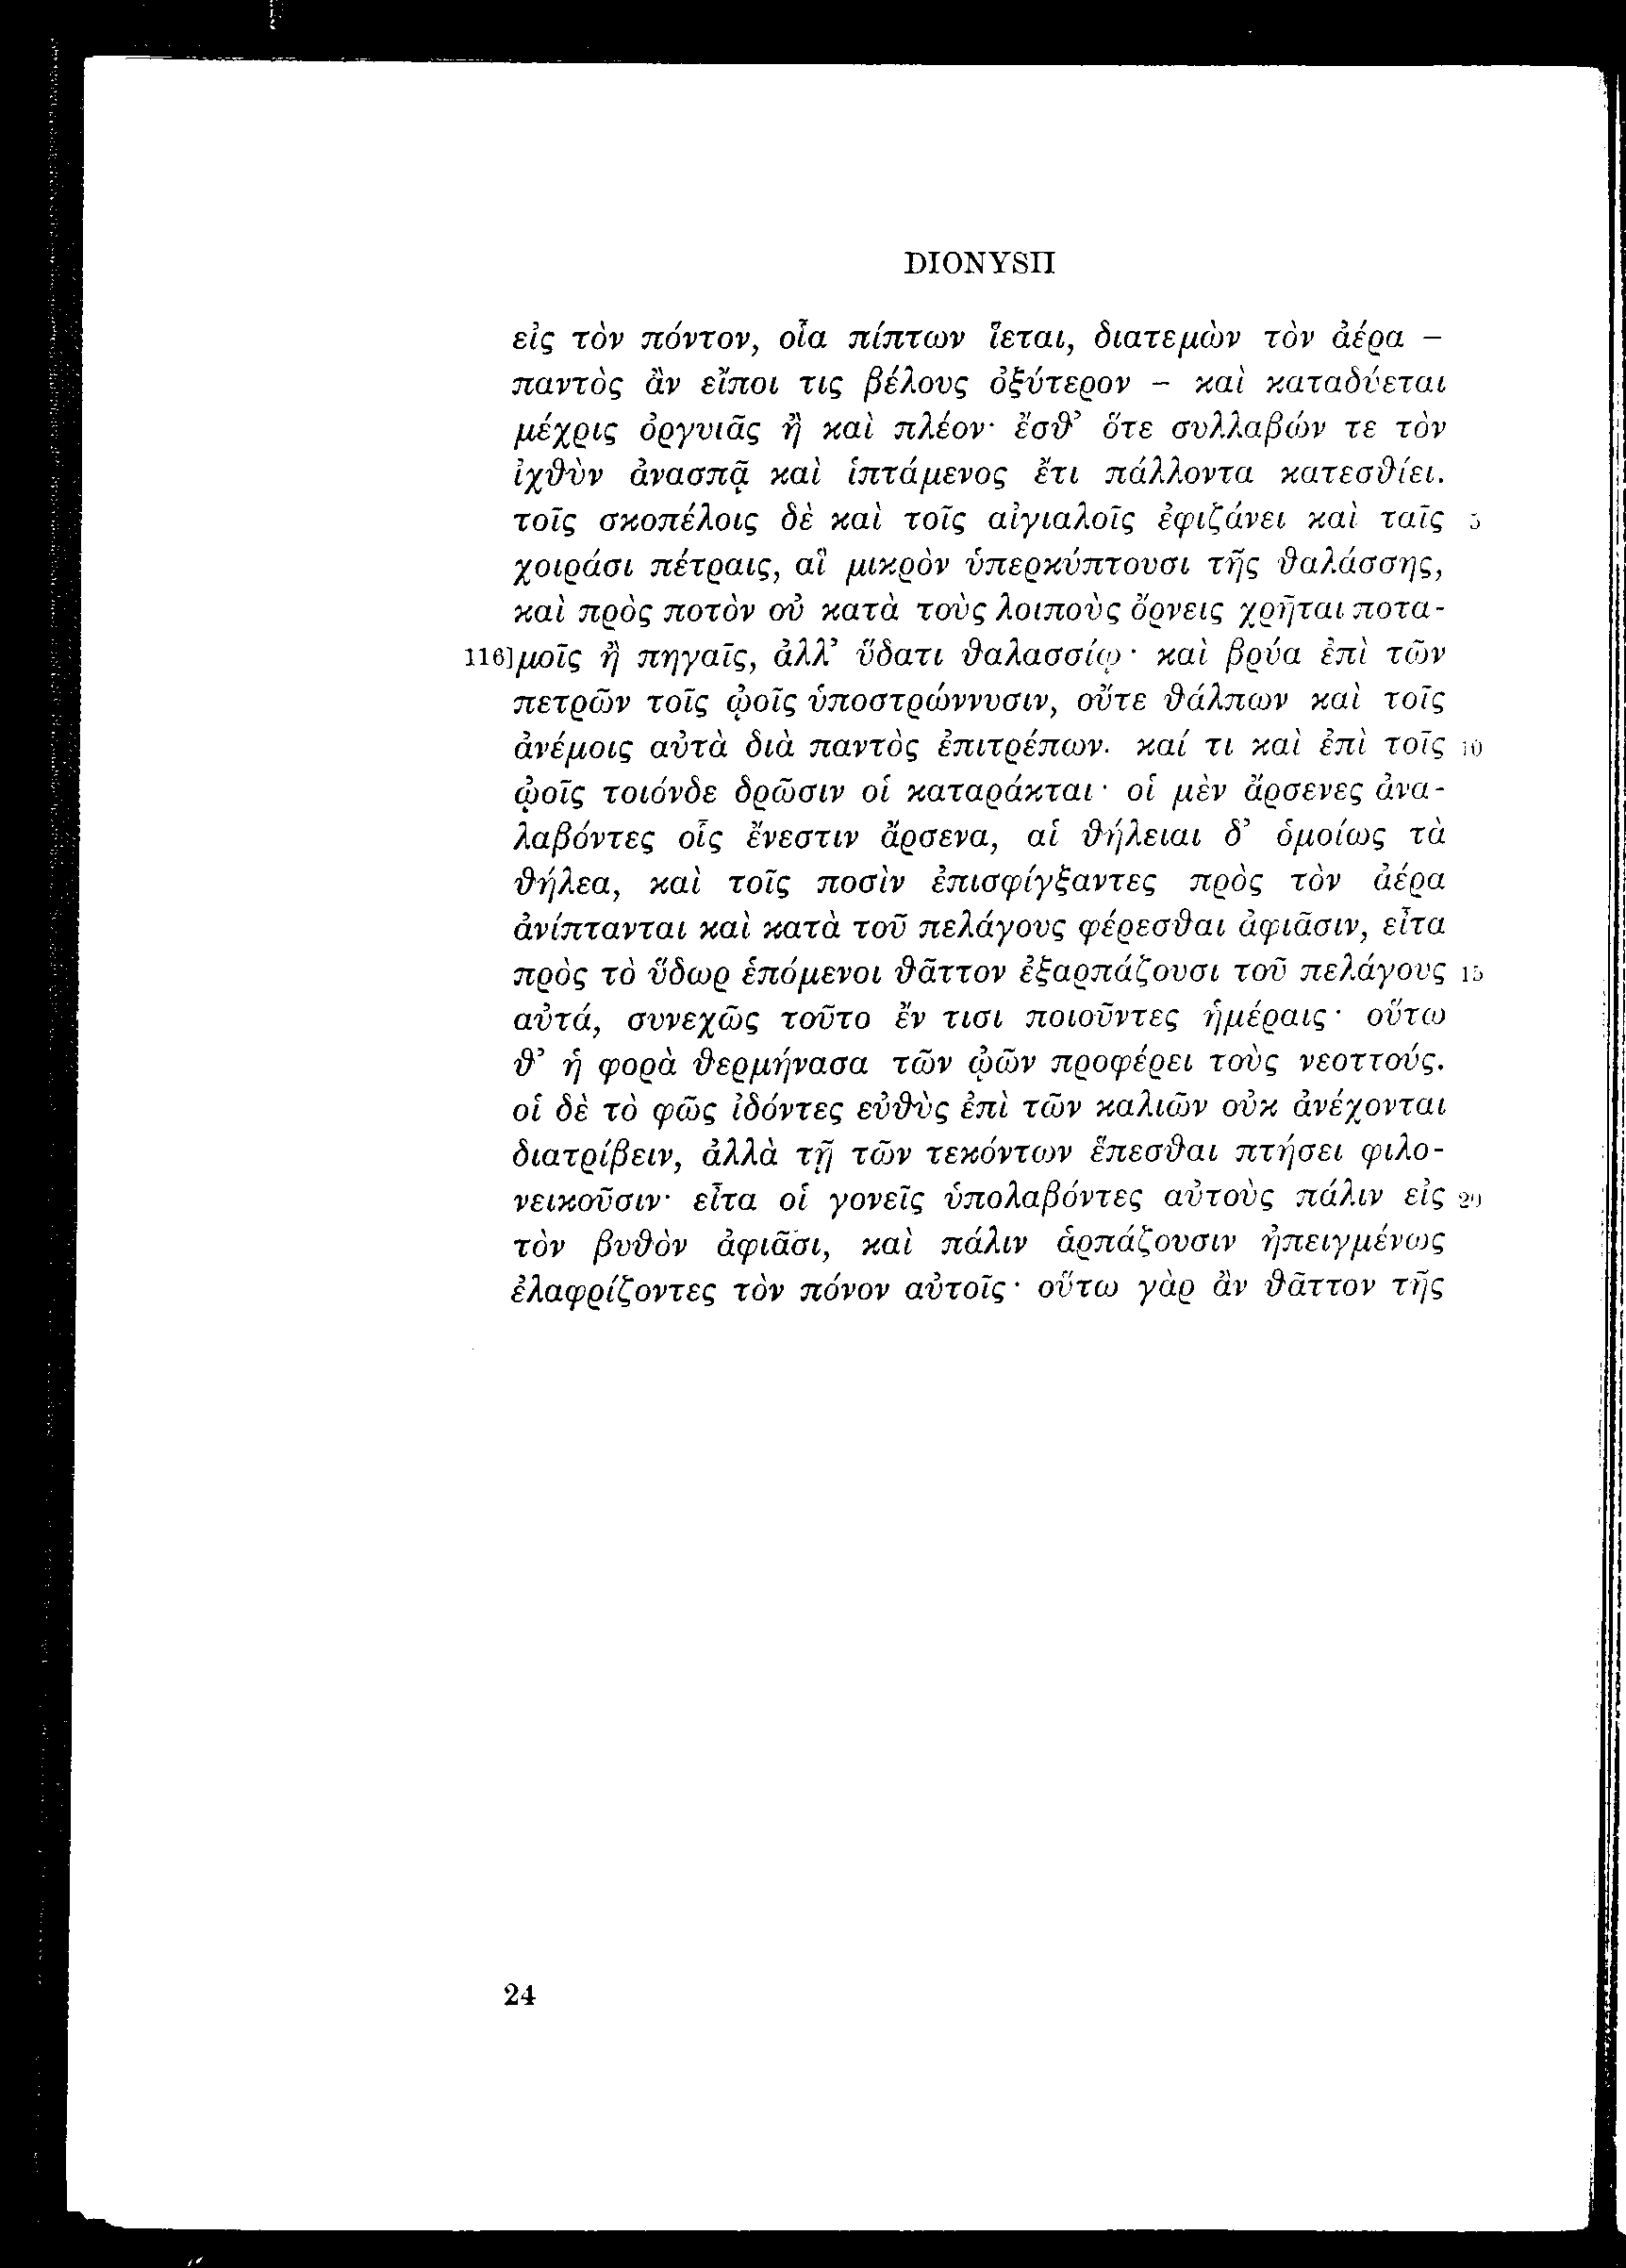 DIONYSII
εἰς τὸν πόντον, οἷα πίπτων ἵεται, διατεμὼν τὸν ἀέρα –
παντὸς ἂν εἴποι τις βέλους ὀξύτερον – καὶ καταδύεται
μέχρις ὀργυιᾶς ἢ καὶ πλέον· ἔσθ’ ὅτε συλλαβών τε τὸν
ἰχθὺν ἀνασπᾷ καὶ ἱπτάμενος ἔτι πάλλοντα κατεσθίει.
τοῖς σκοπέλοις δὲ καὶ τοῖς αἰγιαλοῖς ἐφιζάνει καὶ ταῖς 5
χοιράσι πέτραις, αἳ μικρὸν ὑπερκύπτουσι τῆς θαλάσσης,
καὶ πρὸς ποτὸν οὐ κατὰ τοὺς λοιποὺς ὄρνεις χρῆται ποτα-
116]μοῖς ἢ πηγαῖς, ἀλλ’ ὕδατι θαλασσίῳ· καὶ βρύα ἐπὶ τῶν
πετρῶν τοῖς ᾠοῖς ὑποστρώννυσιν, οὔτε θάλπων καὶ τοῖς
ἀνέμοις αὐτὰ διὰ παντὸς ἐπιτρέπων. καί τι καὶ ἐπὶ τοῖς 10
ᾠοῖς τοιόνδε δρῶσιν οἱ καταράκται· οἱ μὲν ἄρσενες ἀνα-
λαβόντες οἷς ἔνεστιν ἄρσενα, αἱ θήλειαι δ’ ὁμοίως τὰ
θήλεα, καὶ τοῖς ποσὶν ἐπισφίγξαντες πρὸς τὸν ἀέρα
ἀνίπτανται καὶ κατὰ τοῦ πελάγους φέρεσθαι ἀφιᾶσιν, εἶτα
πρὸς τὸ ὕδωρ ἑπόμενοι θᾶττον ἐξαρπάζουσι τοῦ πελάγους 15
αὐτά, συνεχῶς τοῦτο ἔν τισι ποιοῦντες ἡμέραις· οὕτω
θ’ ἡ φορὰ θερμήνασα τῶν ᾠῶν προφέρει τοὺς νεοττούς.
οἱ δὲ τὸ φῶς ἰδόντες εὐθὺς ἐπὶ τῶν καλιῶν οὐκ ἀνέχονται
διατρίβειν, ἀλλὰ τῇ τῶν τεκόντων ἕπεσθαι πτήσει φιλο-
νεικοῦσιν· εἶτα οἱ γονεῖς ὑπολαβόντες αὐτοὺς πάλιν εἰς 20
τὸν βυθὸν ἀφιᾶσι, καὶ πάλιν ἁρπάζουσιν ἠπειγμένως
ἐλαφρίζοντες τὸν πόνον αὐτοῖς· οὕτω γὰρ ἂν θᾶττον τῆς
24